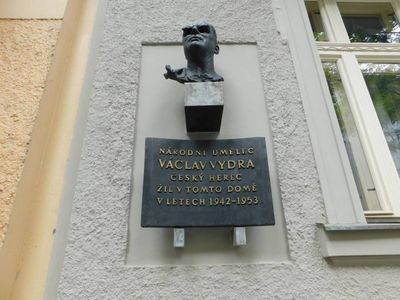 NÁRODNÍ UMĚLEC
VÁCLAV VYDRA
ČESKÝ HEREC
ŽIL V TOMTO DOMĚ
V LETECH 1942-1953